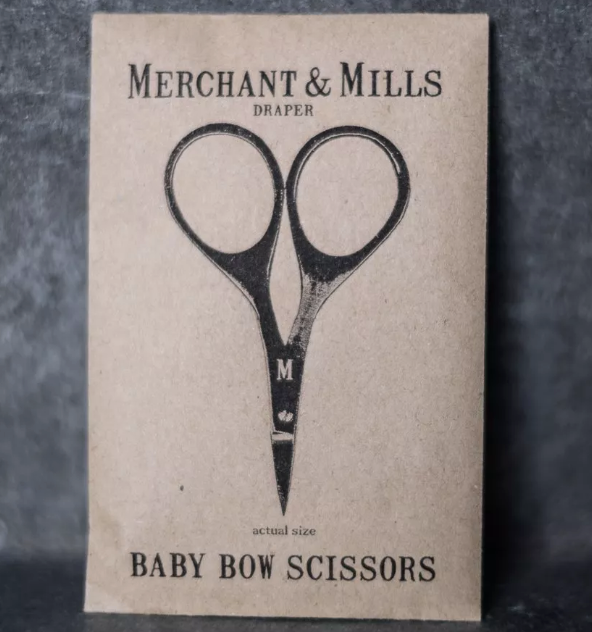 MERCHANT & MILLS
DRAPER
M
actual size
BABY BOW SCISSORS